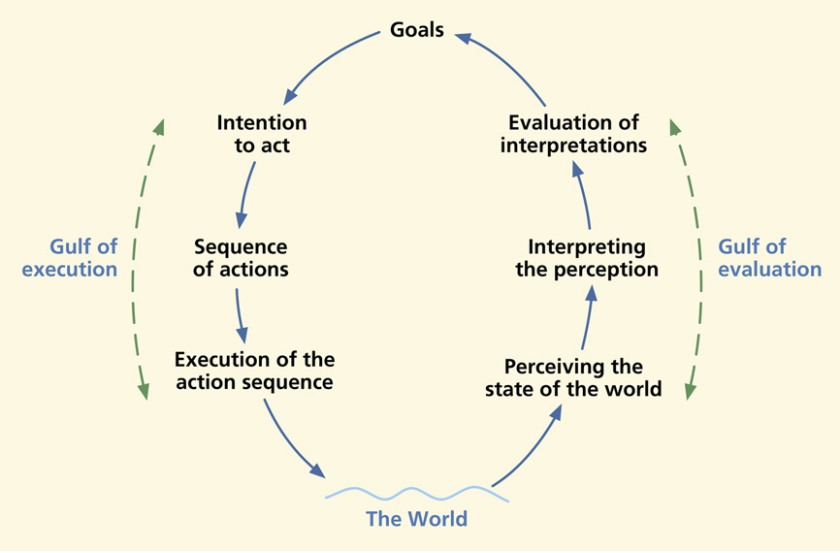 Goals
Intention
to act
Sequence
of actions
Execution of the
action sequence
Gulf of
execution
Evaluation of
interpretations
Interpreting
the perception
Perceiving the
state of the world
Gulf of
evaluation
The World